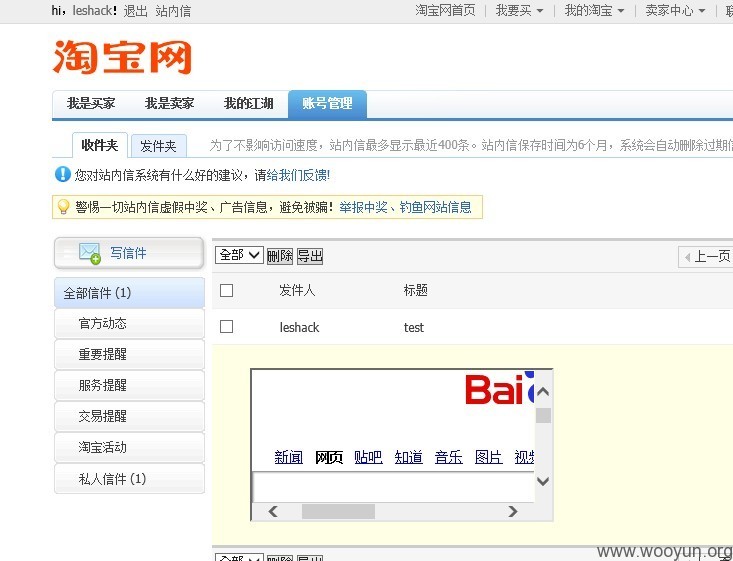 hi，leshack！退出 站内信 淘宝网首页 我要买 我的淘宝 卖家中心
淘宝网
我是买家 我是卖家 我的江湖 账号管理
收件夹 发件夹 为了不影响访问速度，站内信最多显示最近400条。站内信保存时间为6个月，系统会自动删除过期
您对站内信系统有什么好的建议，请给我们反馈!
警惕一切站内信虚假中奖、广告信息，避免被骗！举报中奖、钓鱼网站信息
写信件
全部 删除 导出 上一页
全部信件 (1)
发件人 标题
官方动态
leshack test
重要提醒
服务提醒
交易提醒
淘宝活动
私人信件 (1)
Bai
新闻 网页 贴吧 知道 音乐 图片 视频
www.wooyun.org
全部 删除 导出